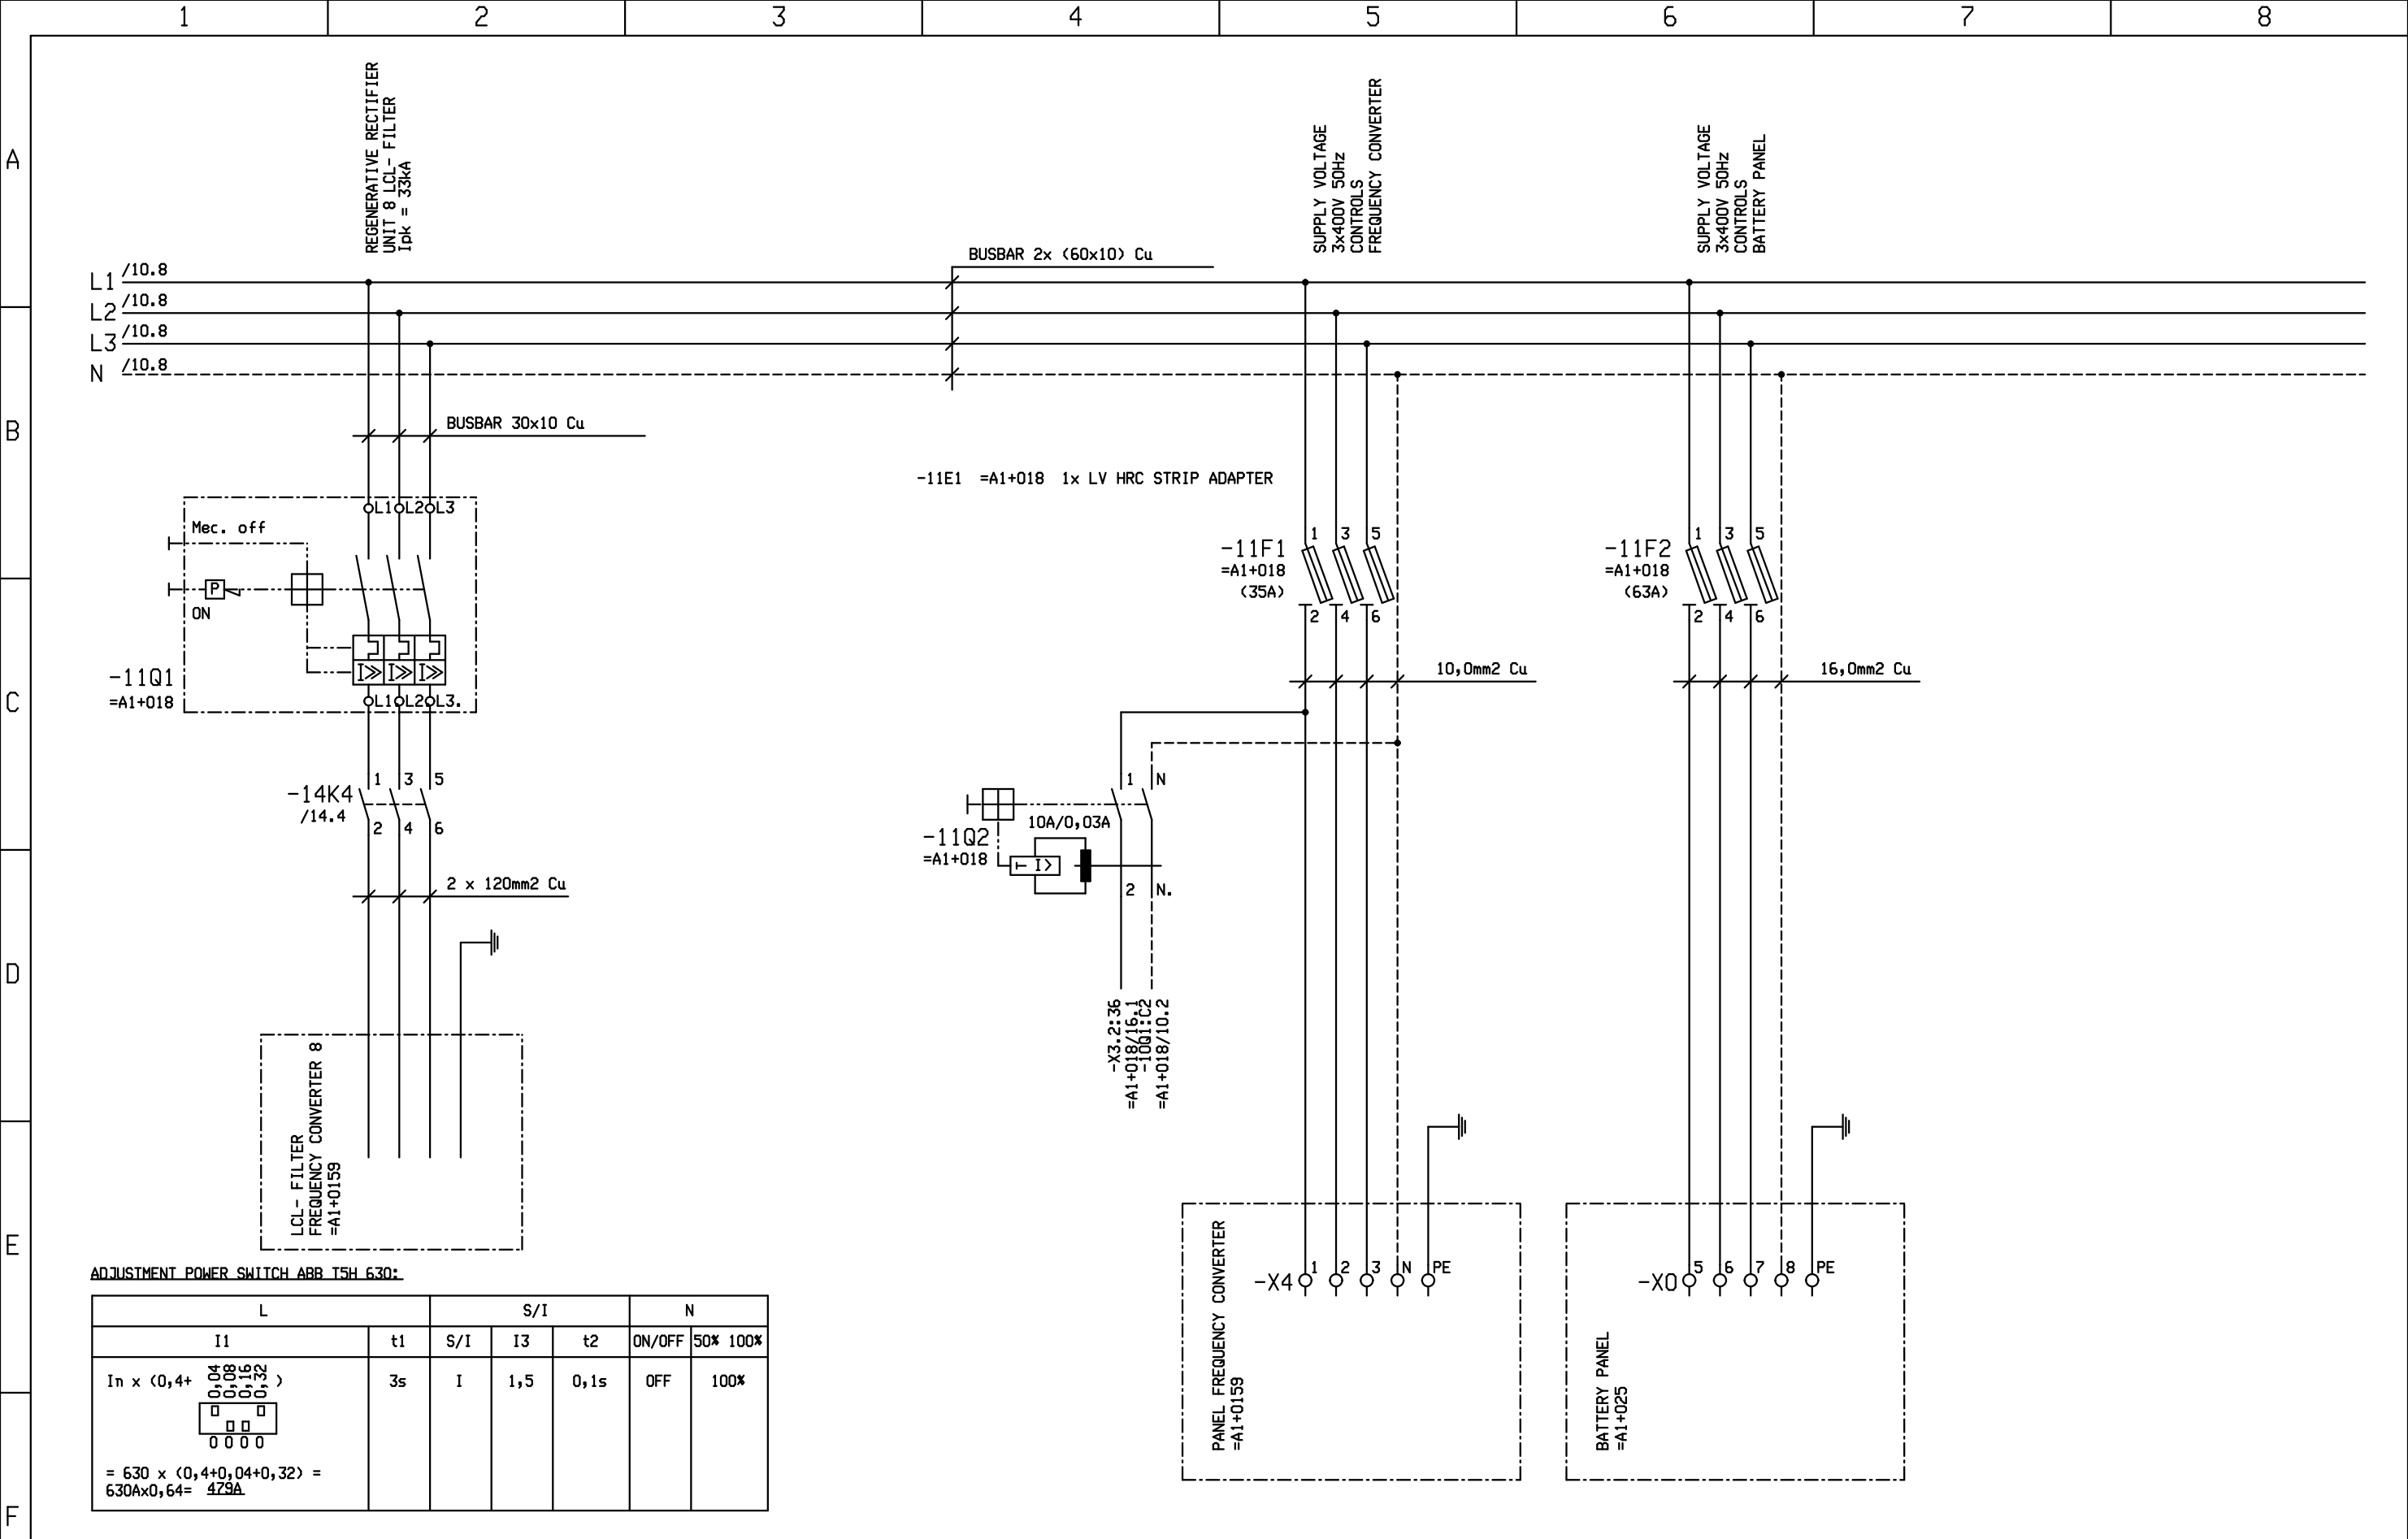 1 2 3 4 5 6 7 8
A
B
C
D
E
F
REGENERATIVE RECTIFIER
UNIT 8 LCL- FILTER
Ipk = 33kA
SUPPLY VOLTAGE
3x400V 50Hz
CONTROLS
FREQUENCY CONVERTER
SUPPLY VOLTAGE
3x400V 50Hz
CONTROLS
BATTERY PANEL
BUSBAR 2x (60x10) Cu
L1 /10.8
L2 /10.8
L3 /10.8
N /10.8
BUSBAR 30x10 Cu
-11E1 =A1+018 1x LV HRC STRIP ADAPTER
L1 L2 L3
Mec. off
P
ON
I≫ I≫ I≫
-11Q1
=A1+018
L1. L2. L3.
1 3 5
-14K4
/14.4
2 4 6
2 x 120mm2 Cu
LCL- FILTER
FREQUENCY CONVERTER 8
=A1+0159
1 3 5
-11F1
=A1+018
(35A)
2 4 6
10,0mm2 Cu
1 3 5
-11F2
=A1+018
(63A)
2 4 6
16,0mm2 Cu
1 N
10A/0,03A
-11Q2
=A1+018
T I>
2 N.
-X3.2:36
=A1+018/16.1
-10Q1:C2
=A1+018/10.2
-X4 1 2 3 N PE
PANEL FREQUENCY CONVERTER
=A1+0159
-X0 5 6 7 8 PE
BATTERY PANEL
=A1+025
ADJUSTMENT POWER SWITCH ABB T5H 630:
L S/I N
I1 t1 S/I I3 t2 ON/OFF 50% 100%
In x (0,4+ 0,04 0,08 0,16 0,32 ) 3s I 1,5 0,1s OFF 100%
0 0 0 0
= 630 x (0,4+0,04+0,32) =
630Ax0,64= 479A